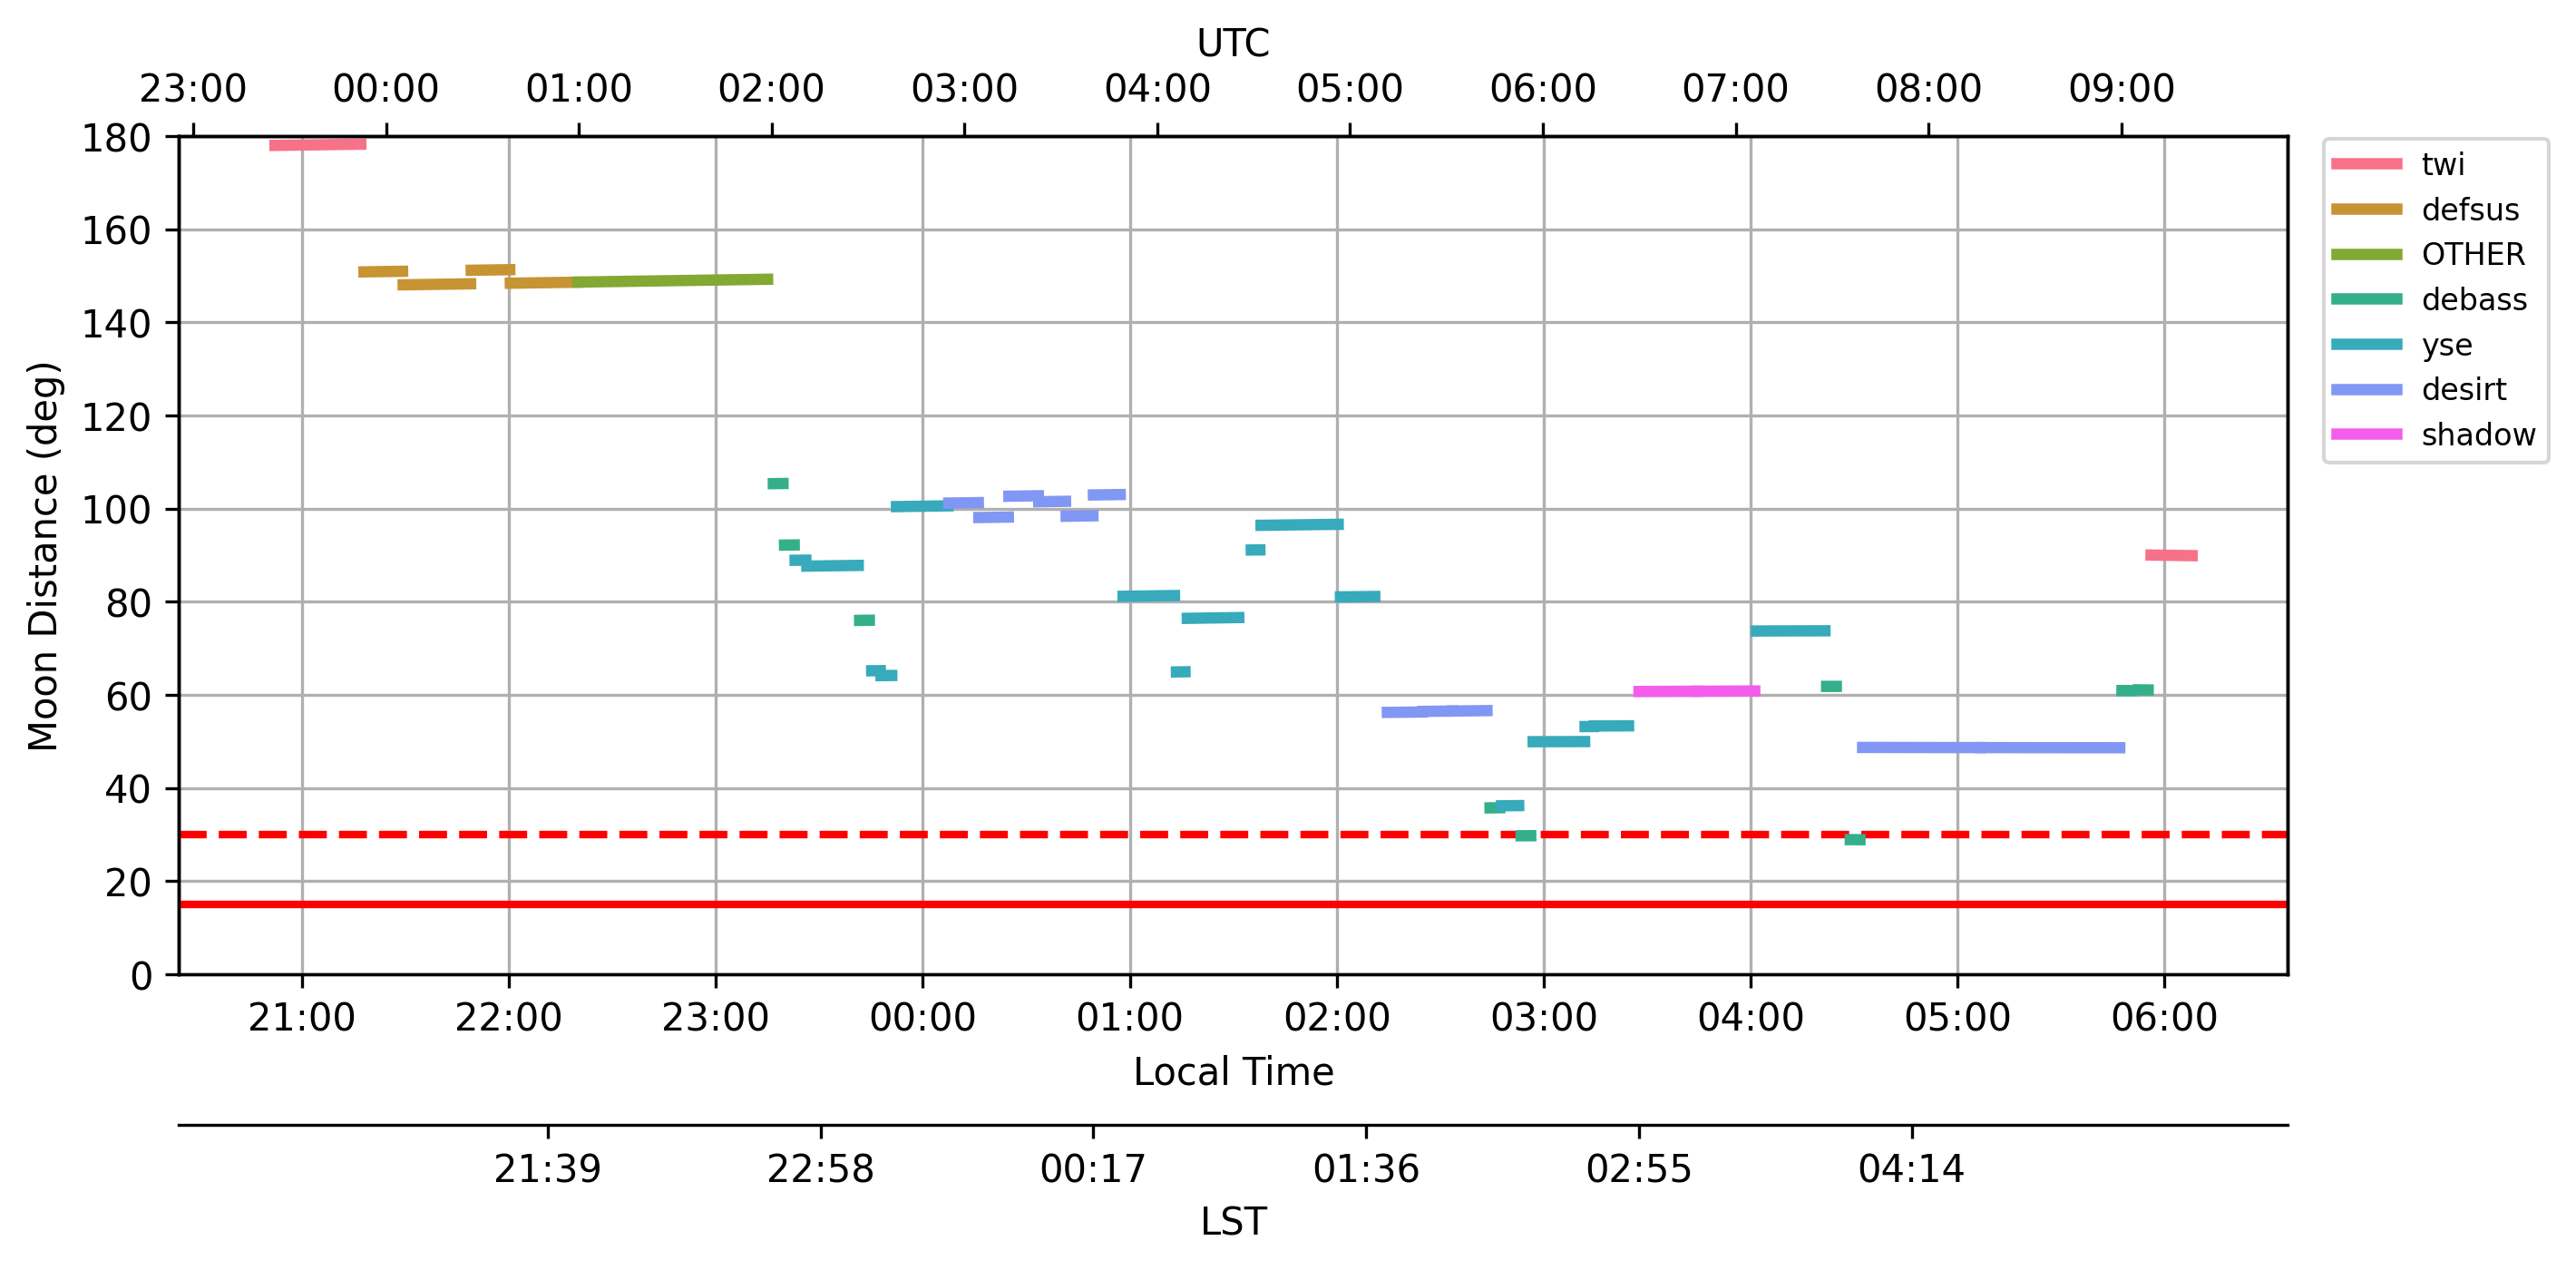 UTC
23:00 00:00 01:00 02:00 03:00 04:00 05:00 06:00 07:00 08:00 09:00
Moon Distance (deg)
180
160
140
120
100
80
60
40
20
0
twi
defsus
OTHER
debass
yse
desirt
shadow
21:00 22:00 23:00 00:00 01:00 02:00 03:00 04:00 05:00 06:00
Local Time
21:39 22:58 00:17 01:36 02:55 04:14
LST